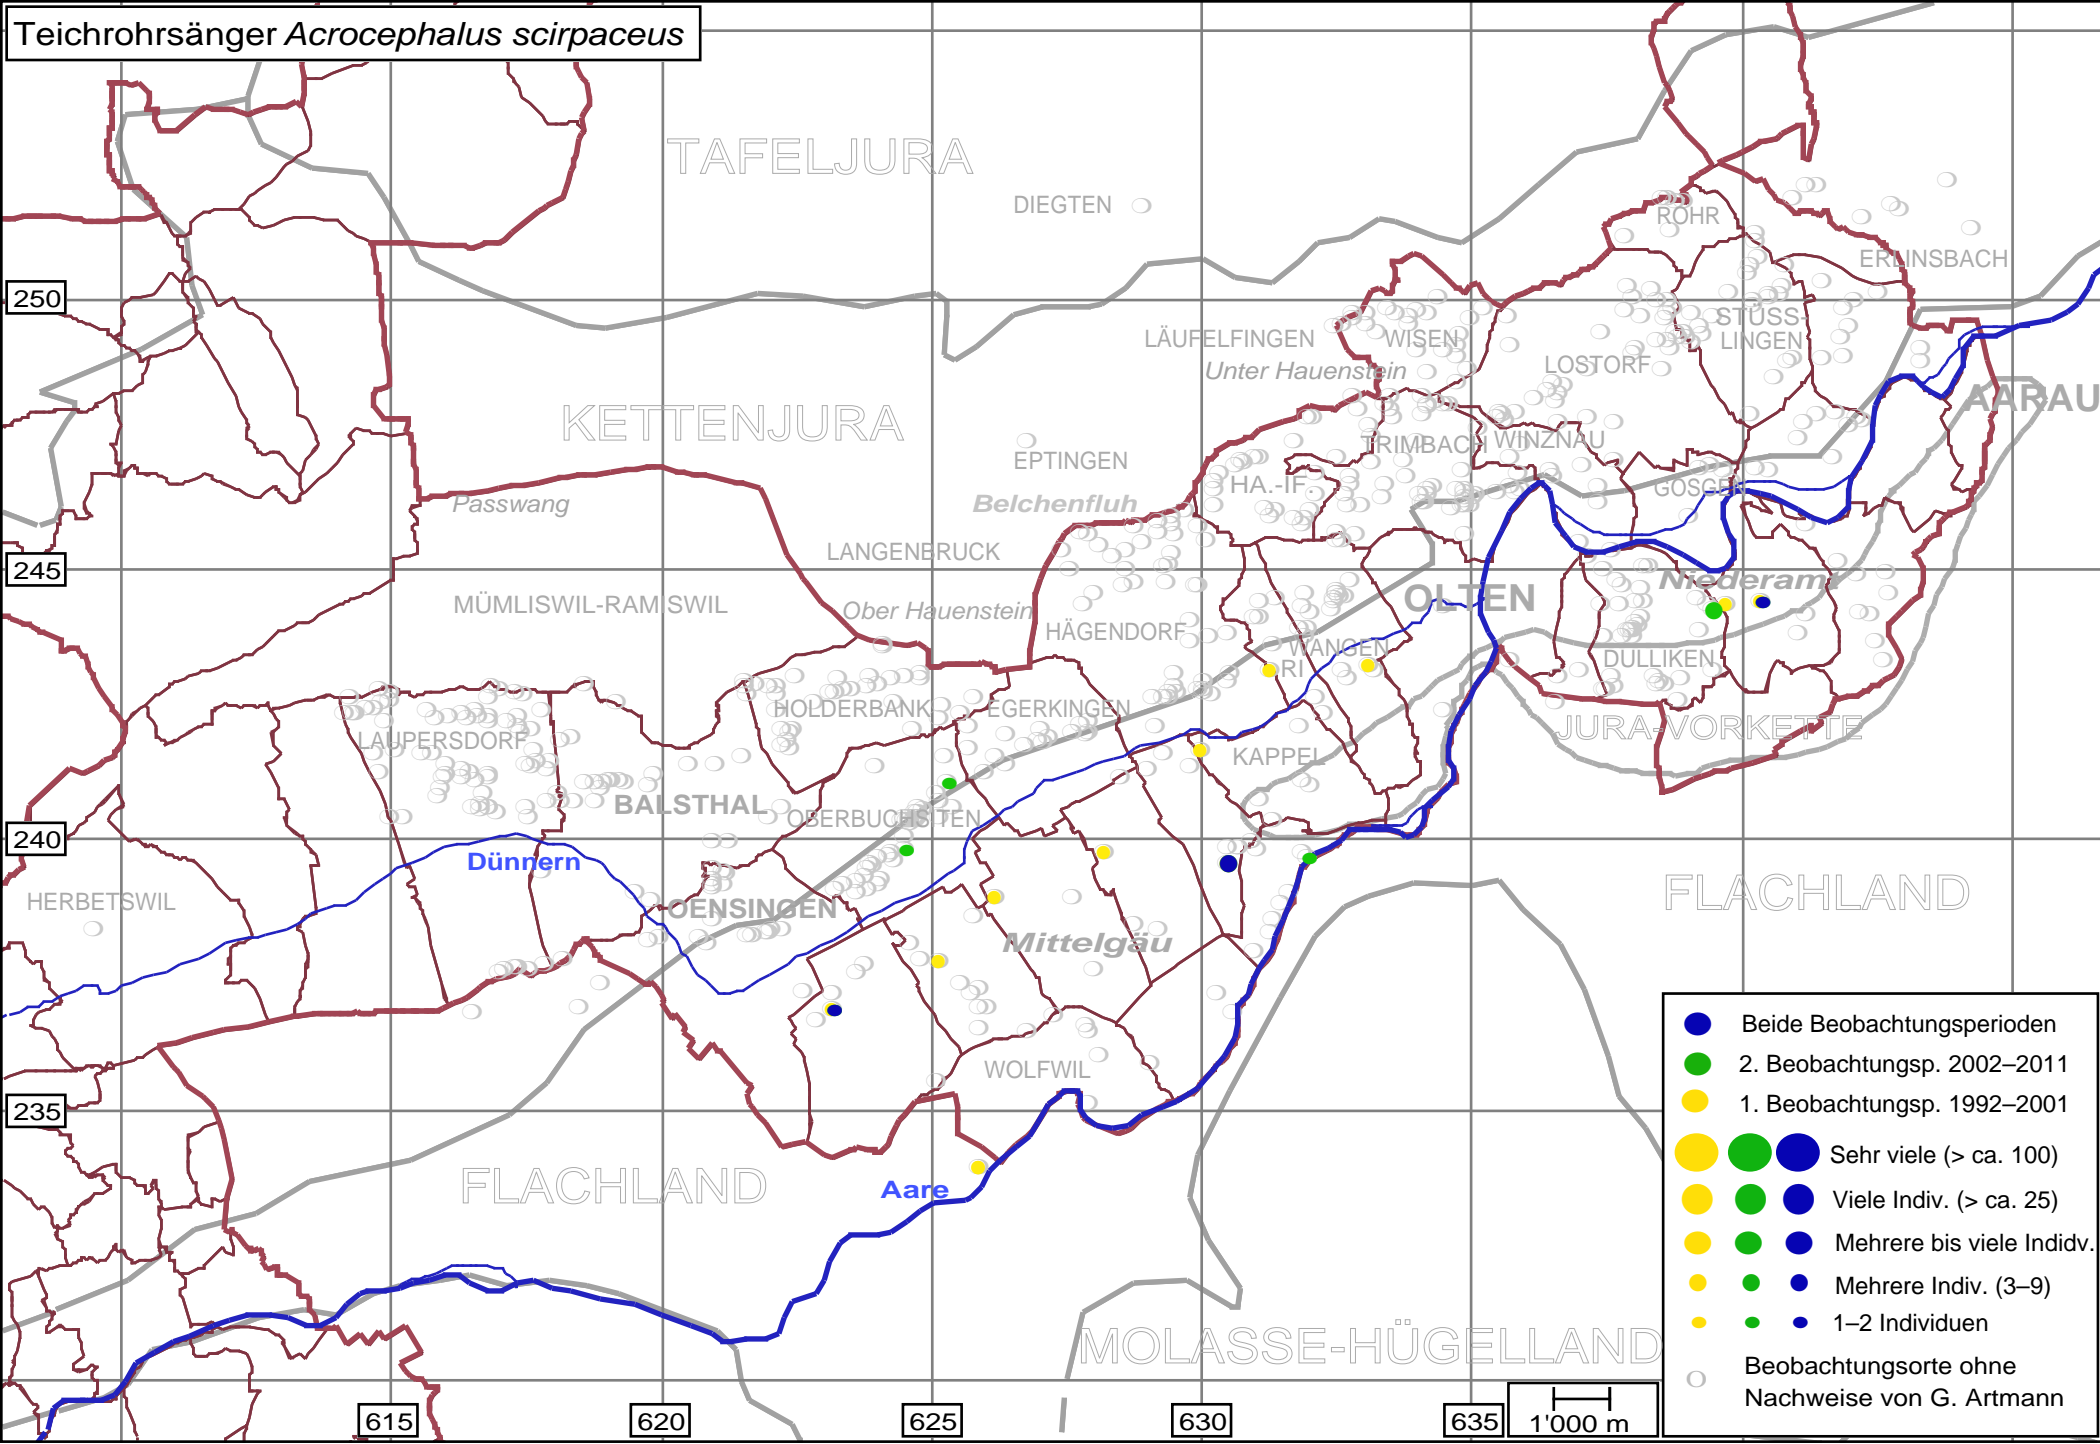 Teichrohrsänger Acrocephalus scirpaceus
TAFELJURA
DIEGTEN
ROHR
ERLINSBACH
250
STÜSS-
LINGEN
LÄUFELFINGEN
WISEN
Unter Hauenstein
LOSTORF
AARAU
KETTENJURA
EPTINGEN
TRIMBACH
WINZNAU
HA.-IF.
GÖSGEN
Passwang
Belchenfluh
LANGENBRUCK
245
Niederamt
MÜMLISWIL-RAMISWIL
Ober Hauenstein
OLTEN
HÄGENDORF
WANGEN
RI
DULLIKEN
HOLDERBANK
EGERKINGEN
JURA-VORKETTE
LAUPERSDORF
KAPPEL
BALSTHAL
OBERBUCHSITEN
240
Dünnern
HERBETSWIL
OENSINGEN
FLACHLAND
Mittelgäu
WOLFWIL
235
FLACHLAND
Aare
MOLASSE-HÜGELLAND
615
620
625
630
635
1'000 m
Beide Beobachtungsperioden
2. Beobachtungsp. 2002–2011
1. Beobachtungsp. 1992–2001
Sehr viele (> ca. 100)
Viele Indiv. (> ca. 25)
Mehrere bis viele Indidv.
Mehrere Indiv. (3–9)
1–2 Individuen
Beobachtungsorte ohne
Nachweise von G. Artmann